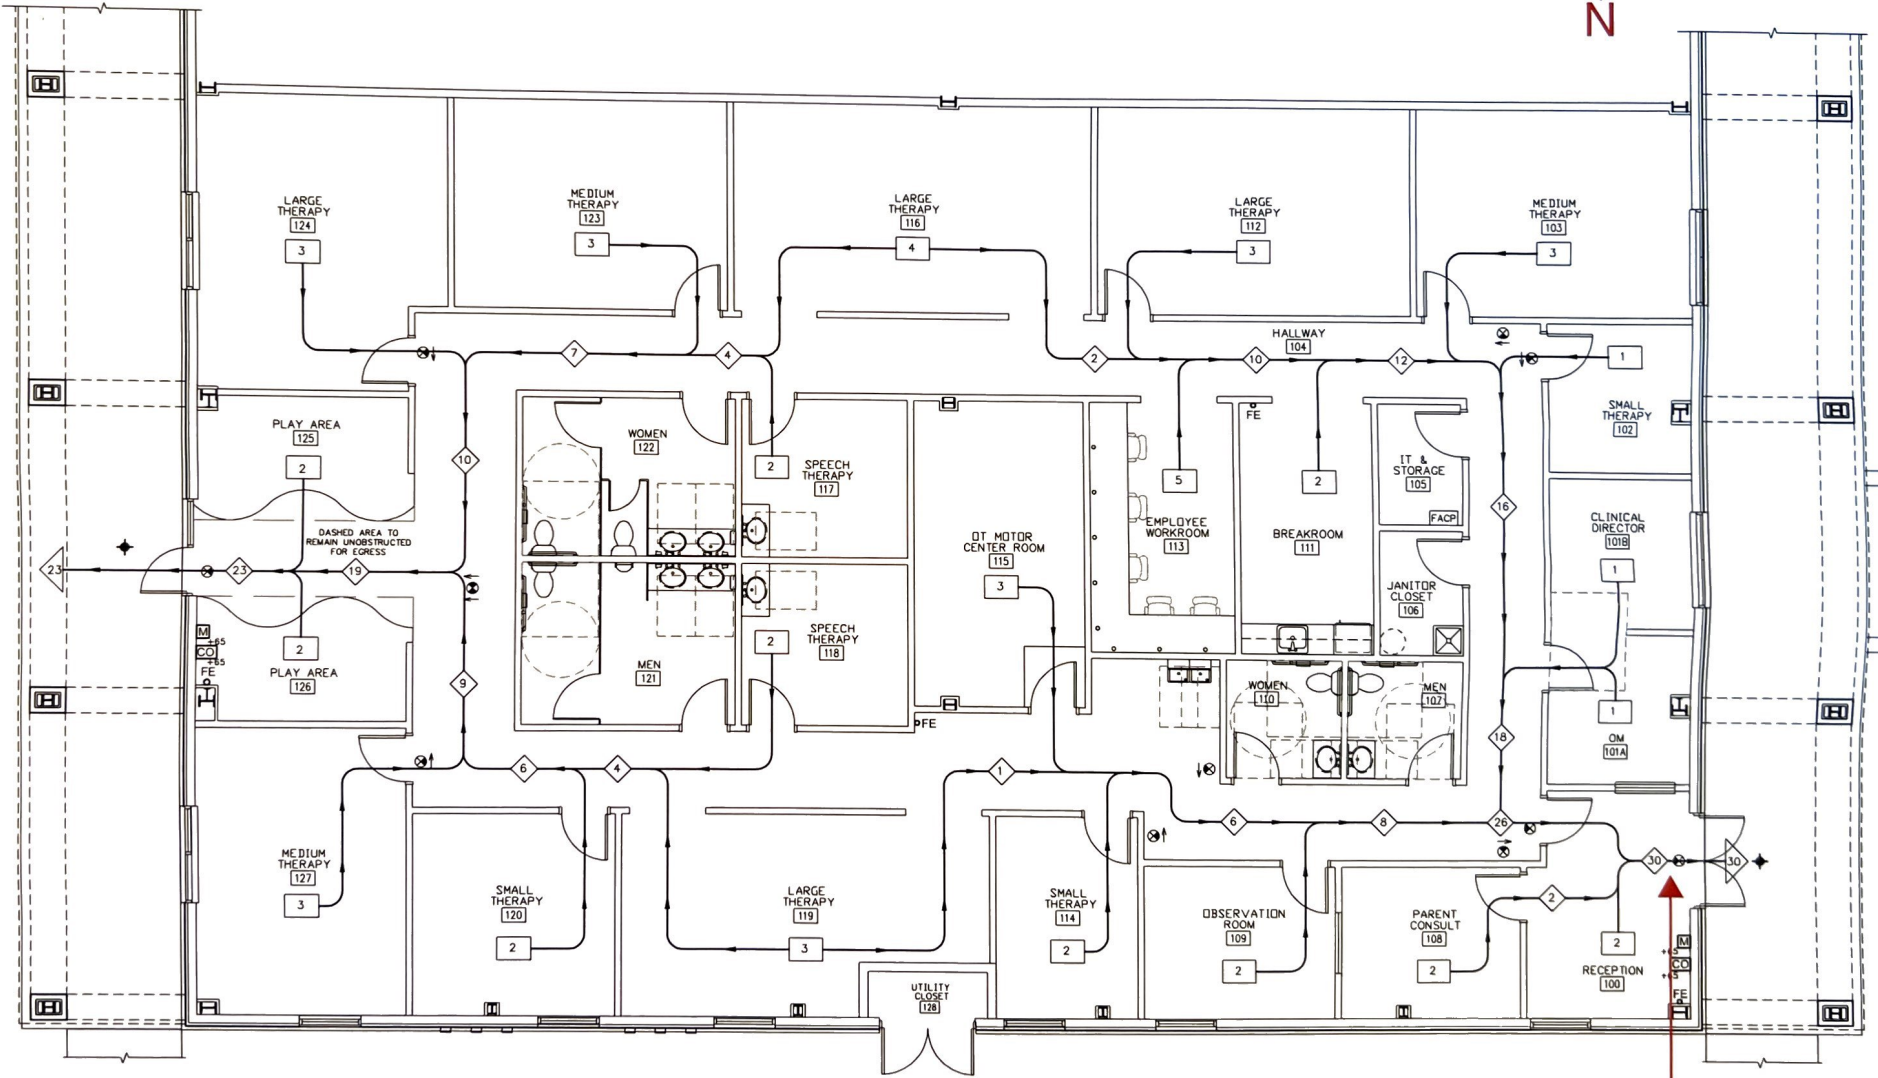 N
LARGE
THERAPY
124
3
MEDIUM
THERAPY
123
3
LARGE
THERAPY
116
4
LARGE
THERAPY
112
3
MEDIUM
THERAPY
103
3
HALLWAY
104
7
4
2
10
12
1
SMALL
THERAPY
102
PLAY AREA
125
2
10
WOMEN
122
2
SPEECH
THERAPY
117
FE
5
2
IT &
STORAGE
105
FACP
16
DASHED AREA TO
REMAIN UNOBSTRUCTED
FOR EGRESS
OT MOTOR
CENTER ROOM
115
3
EMPLOYEE
WORKROOM
113
BREAKROOM
111
CLINICAL
DIRECTOR
101B
1
23
23
19
JANITOR
CLOSET
106
M
+65
CO
+65
FE
2
PLAY AREA
126
9
MEN
121
2
SPEECH
THERAPY
118
FE
WOMEN
110
MEN
107
1
OM
101A
18
6
4
1
6
8
26
30
30
MEDIUM
THERAPY
127
3
SMALL
THERAPY
120
2
LARGE
THERAPY
119
3
SMALL
THERAPY
114
2
OBSERVATION
ROOM
109
2
PARENT
CONSULT
108
2
2
2
RECEPTION
100
M
+65
CO
+65
FE
UTILITY
CLOSET
128